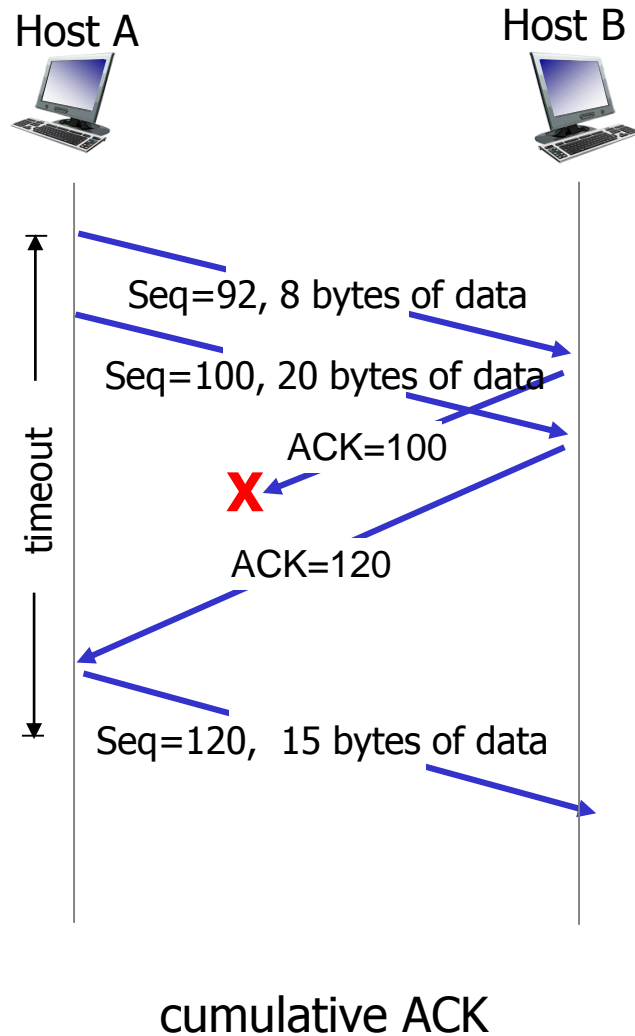 Host A
Host B
Seq=92, 8 bytes of data
Seq=100, 20 bytes of data
ACK=100
X
timeout
ACK=120
Seq=120, 15 bytes of data
cumulative ACK